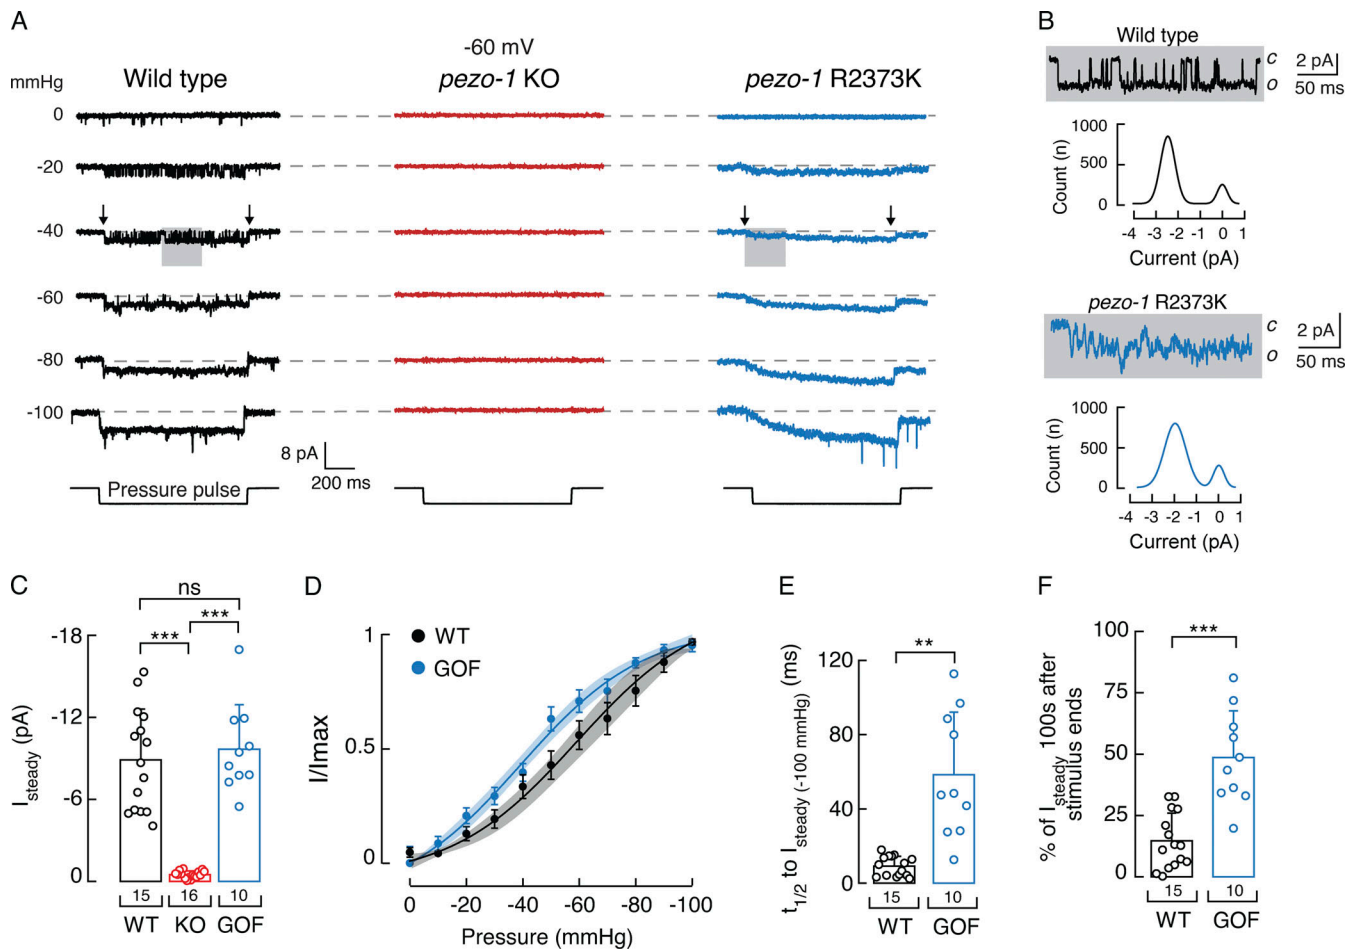 A
-60 mV
mmHg
Wild type
pezo-1 KO
pezo-1 R2373K
0
-20
-40
-60
-80
-100
8 pA
200 ms
Pressure pulse
B
Wild type
c
o
2 pA
50 ms
1000
500
0
Count (n)
-4 -3 -2 -1 0 1
Current (pA)
pezo-1 R2373K
c
o
2 pA
50 ms
1000
500
0
Count (n)
-4 -3 -2 -1 0 1
Current (pA)
C
ns
*** ***
-18
-12
-6
0
Isteady (pA)
15 16 10
WT KO GOF
D
WT
GOF
1
0.5
0
I/Imax
0 -20 -40 -60 -80 -100
Pressure (mmHg)
E
**
120
80
40
0
t1/2 to Isteady (-100 mmHg) (ms)
15 10
WT GOF
F
***
100
75
50
25
0
% of Isteady 100s after
stimulus ends
15 10
WT GOF